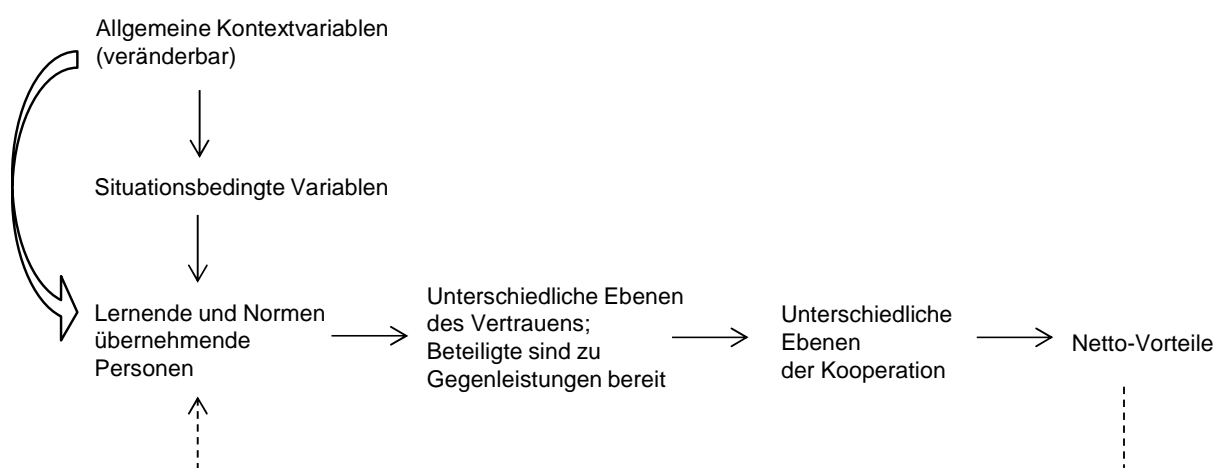 Allgemeine Kontextvariablen
(veränderbar)
Situationsbedingte Variablen
Lernende und Normen
übernehmende
Personen
Unterschiedliche Ebenen
des Vertrauens;
Beteiligte sind zu
Gegenleistungen bereit
Unterschiedliche
Ebenen
der Kooperation
Netto-Vorteile